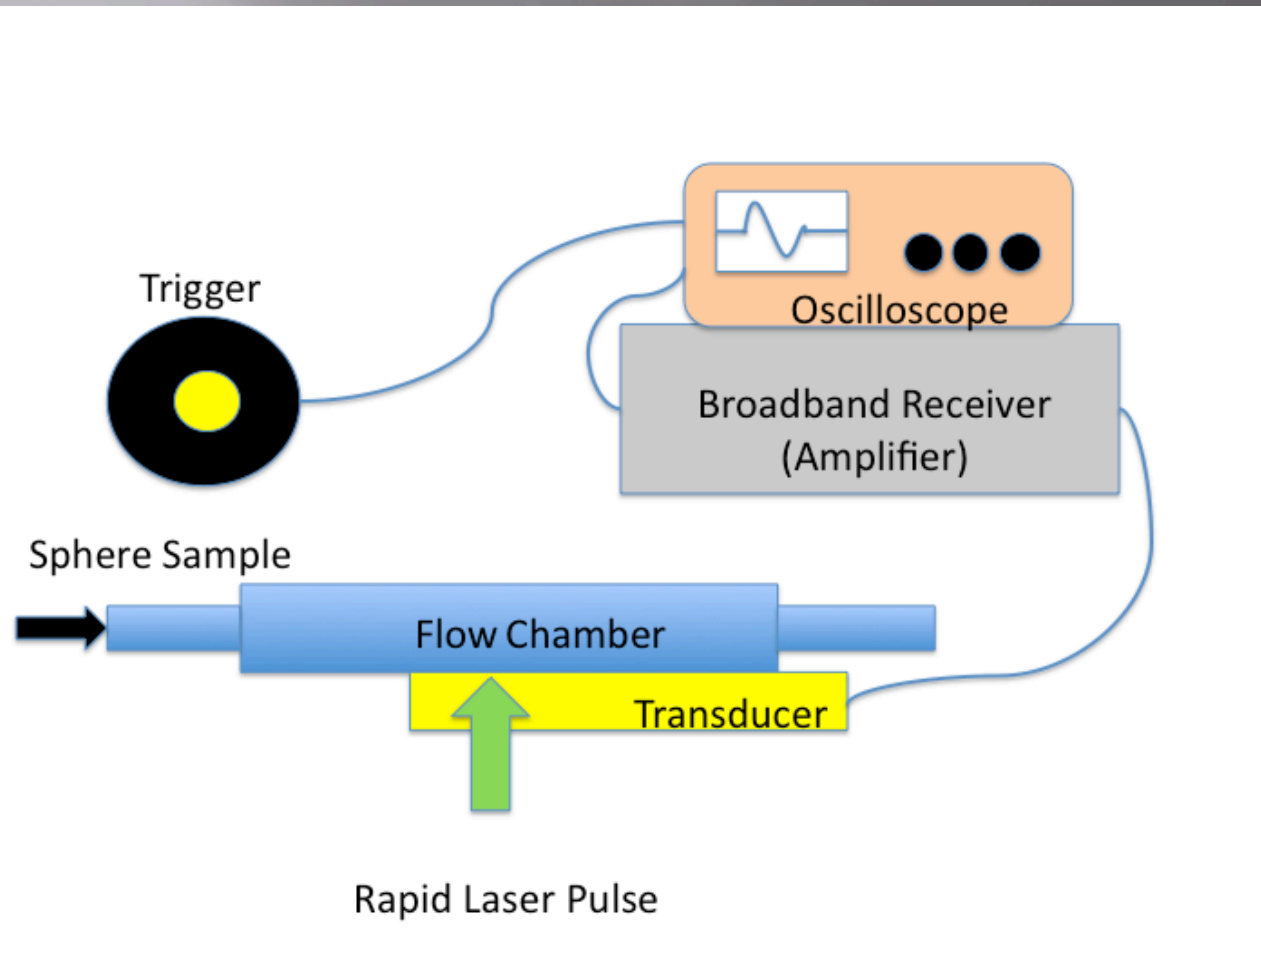 Trigger
Oscilloscope
Broadband Receiver
(Amplifier)
Sphere Sample
Flow Chamber
Transducer
Rapid Laser Pulse